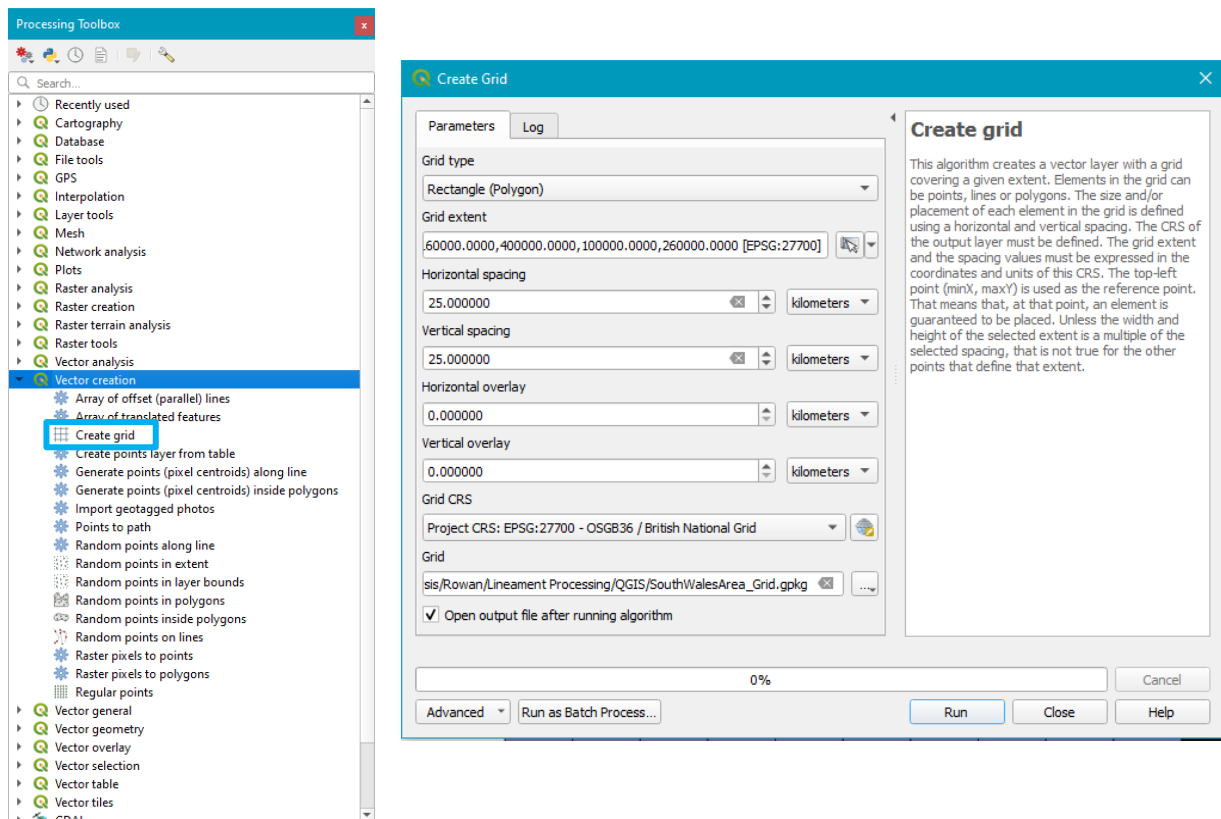 Processing Toolbox
x
Search...
Recently used
Cartography
Database
File tools
GPS
Interpolation
Layer tools
Mesh
Network analysis
Plots
Raster analysis
Raster creation
Raster terrain analysis
Raster tools
Vector analysis
Vector creation
Array of offset (parallel) lines
Array of translated features
Create grid
Create points layer from table
Generate points (pixel centroids) along line
Generate points (pixel centroids) inside polygons
Import geotagged photos
Points to path
Random points along line
Random points in extent
Random points in layer bounds
Random points in polygons
Random points inside polygons
Random points on lines
Raster pixels to points
Raster pixels to polygons
Regular points
Vector general
Vector geometry
Vector overlay
Vector selection
Vector table
Vector tiles
Create Grid
Parameters
Log
Grid type
Rectangle (Polygon)
Grid extent
.60000.0000,400000.0000,100000.0000,260000.0000 [EPSG:27700]
Horizontal spacing
25.000000
kilometers
Vertical spacing
25.000000
kilometers
Horizontal overlay
0.000000
kilometers
Vertical overlay
0.000000
kilometers
Grid CRS
Project CRS: EPSG:27700 - OSGB36 / British National Grid
Grid
sis/Rowan/Lineament Processing/QGIS/SouthWalesArea_Grid.gpkg
...
Open output file after running algorithm
Create grid
This algorithm creates a vector layer with a grid
covering a given extent. Elements in the grid can
be points, lines or polygons. The size and/or
placement of each element in the grid is defined
using a horizontal and vertical spacing. The CRS of
the output layer must be defined. The grid extent
and the spacing values must be expressed in the
coordinates and units of this CRS. The top-left
point (minX, maxY) is used as the reference point.
That means that, at that point, an element is
guaranteed to be placed. Unless the width and
height of the selected extent is a multiple of the
selected spacing, that is not true for the other
points that define that extent.
0%
Cancel
Advanced
Run as Batch Process...
Run
Close
Help